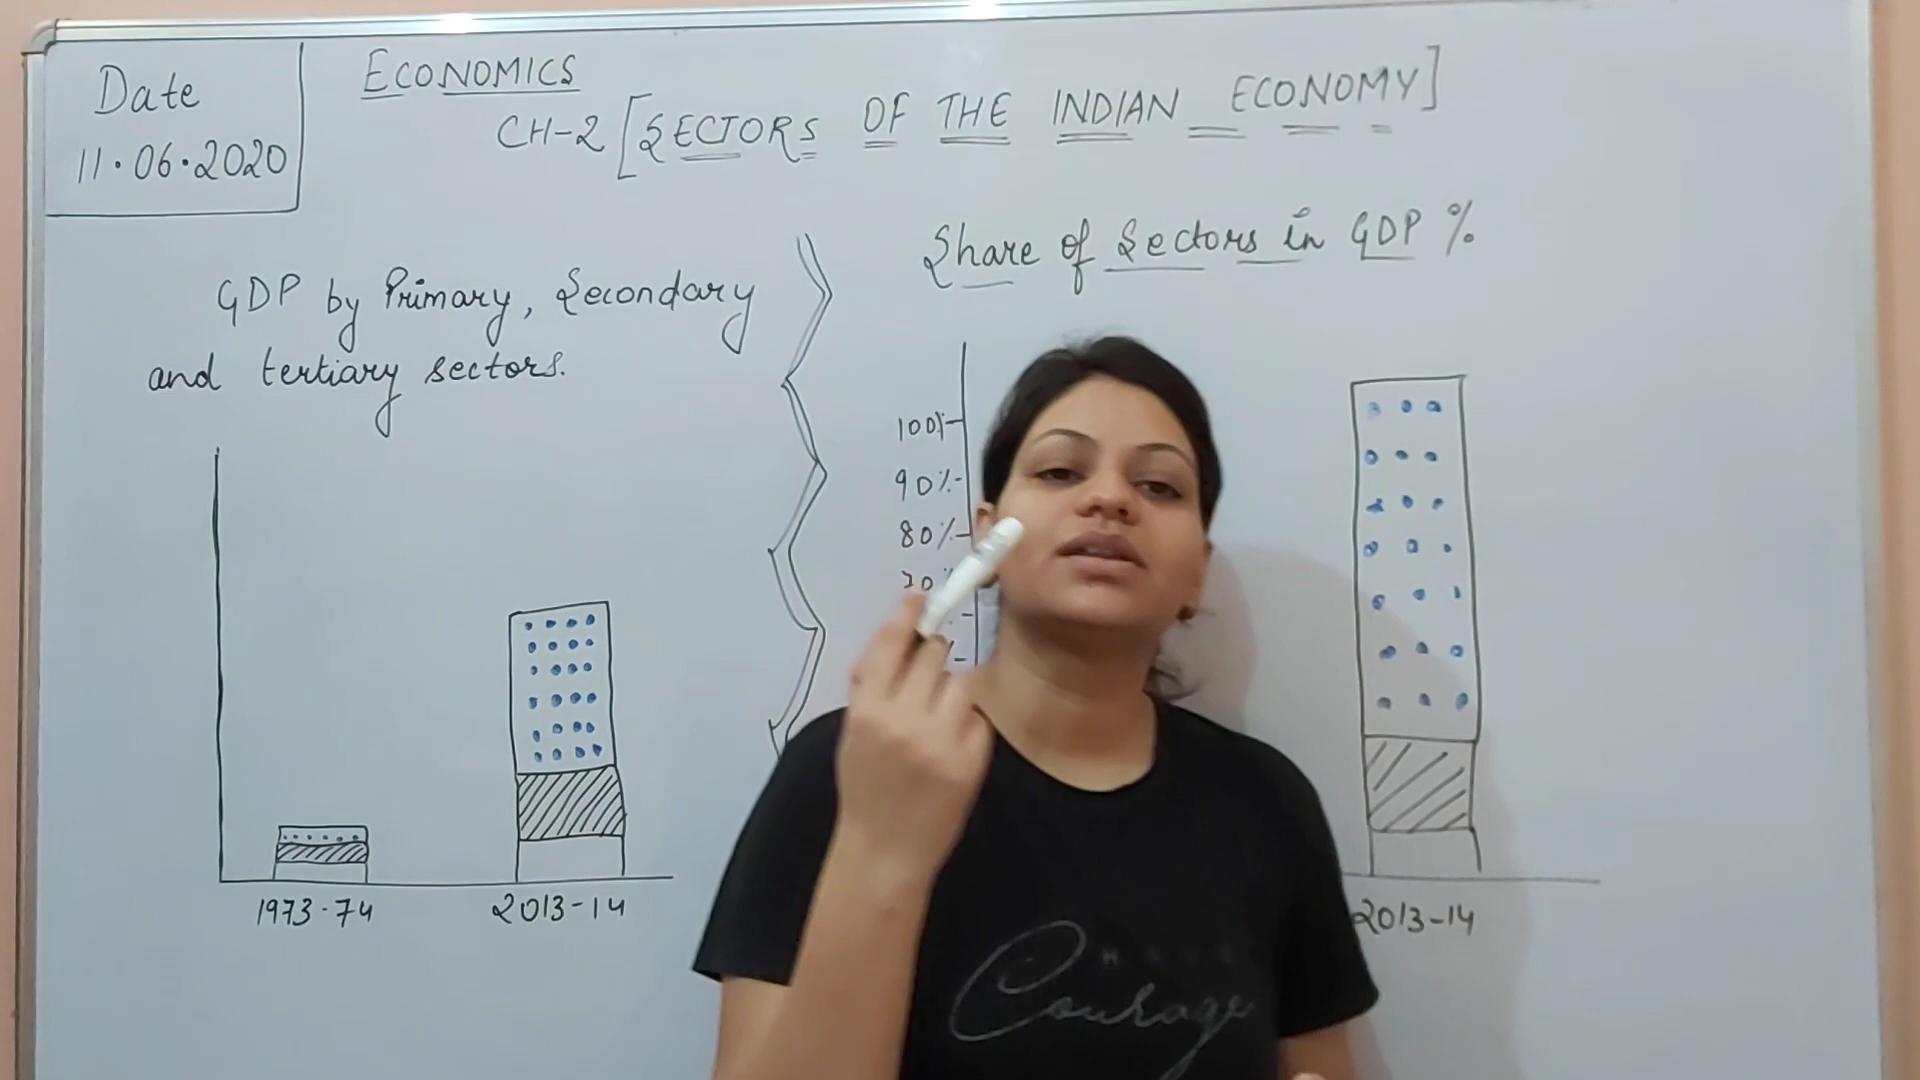 Date
11.06.2020
ECONOMICS
CH-2 [SECTORS OF THE INDIAN ECONOMY]
GDP by Primary, Secondary
and tertiary sectors.
1973-74
2013-14
Share of Sectors in GDP %
100%
90%
80%
2013-14
Courage